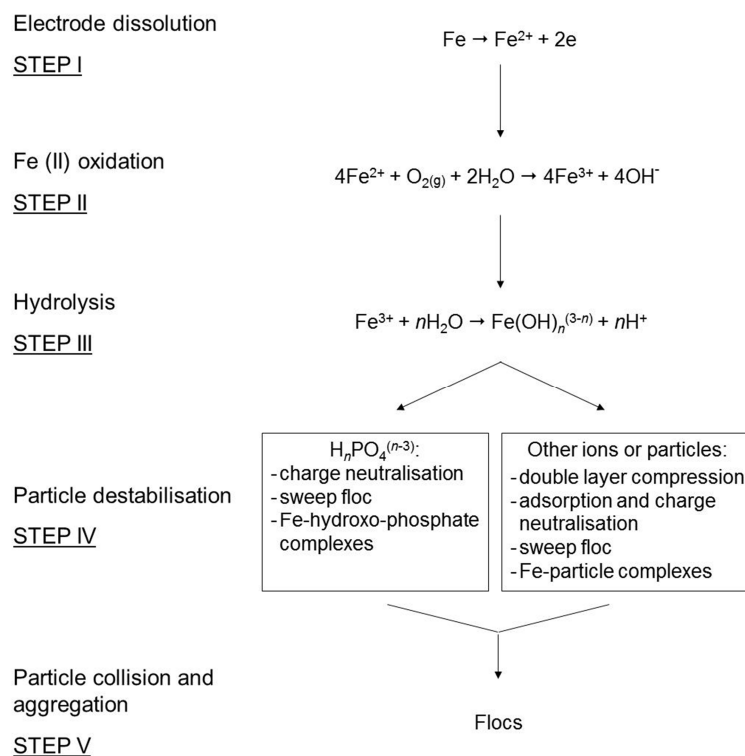 Electrode dissolution
STEP I
Fe → Fe²⁺ + 2e
Fe (II) oxidation
STEP II
4Fe²⁺ + O₂₍g₎ + 2H₂O → 4Fe³⁺ + 4OH⁻
Hydrolysis
STEP III
Fe³⁺ + nH₂O → Fe(OH)ₙ⁽³⁻ⁿ⁾ + nH⁺
Particle destabilisation
STEP IV
HₙPO₄⁽ⁿ⁻³⁾:
-charge neutralisation
-sweep floc
-Fe-hydroxo-phosphate
complexes
Other ions or particles:
-double layer compression
-adsorption and charge
neutralisation
-sweep floc
-Fe-particle complexes
Particle collision and
aggregation
STEP V
Flocs